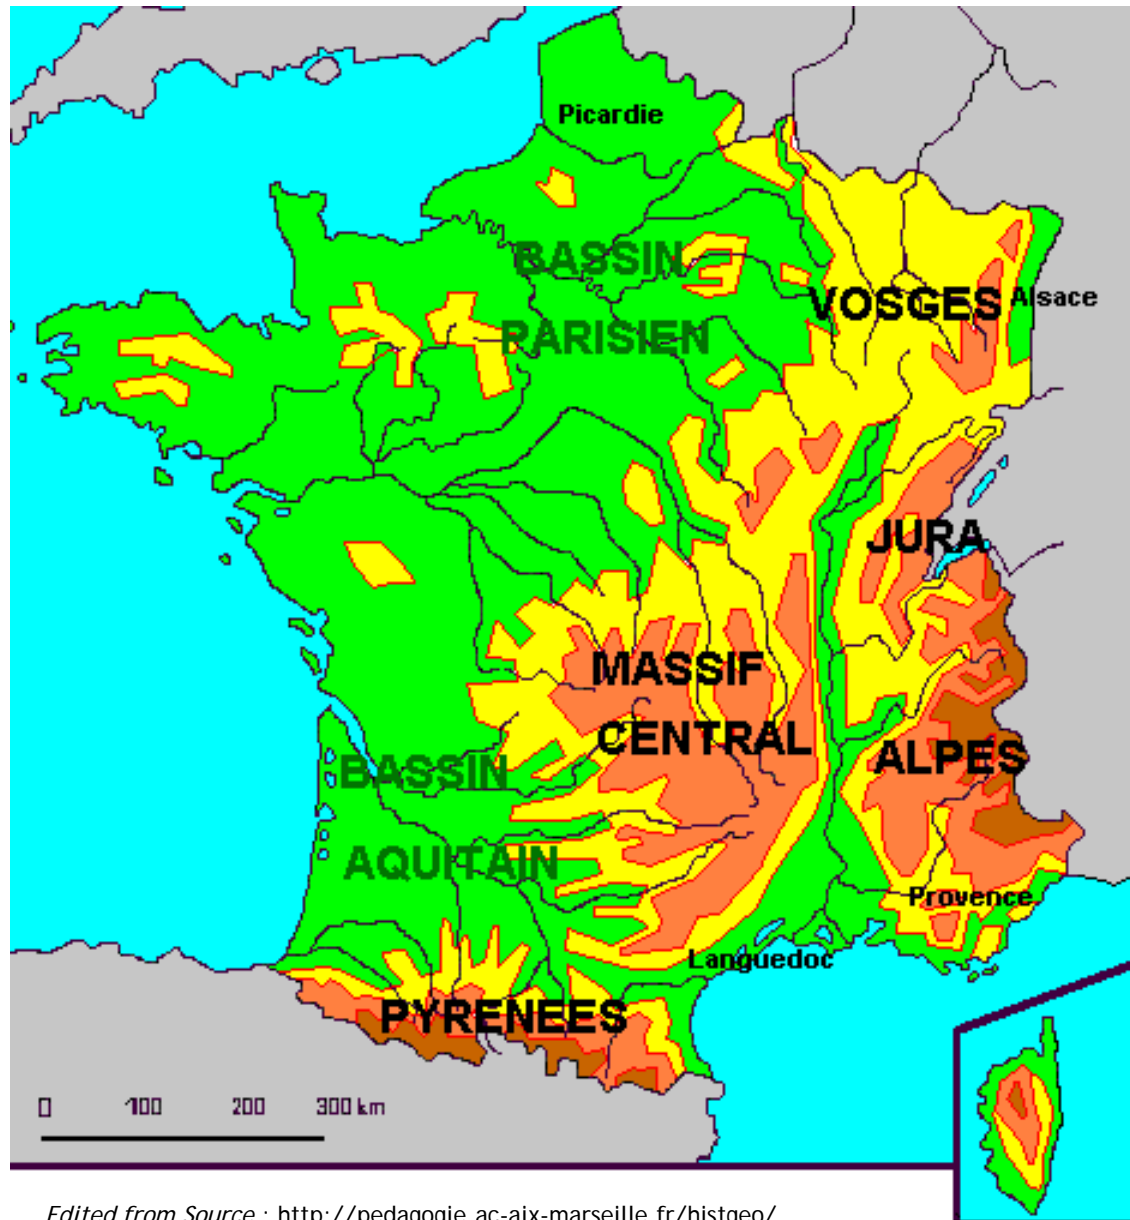 Picardie
BASSIN
PARISIEN
VOSGES
Alsace
JURA
MASSIF
CENTRAL
BASSIN
AQUITAIN
ALPES
Provence
Languedoc
PYRENEES
0 100 200 300 km
Edited from Source : http://pedagogie.ac-aix-marseille.fr/histgeo/